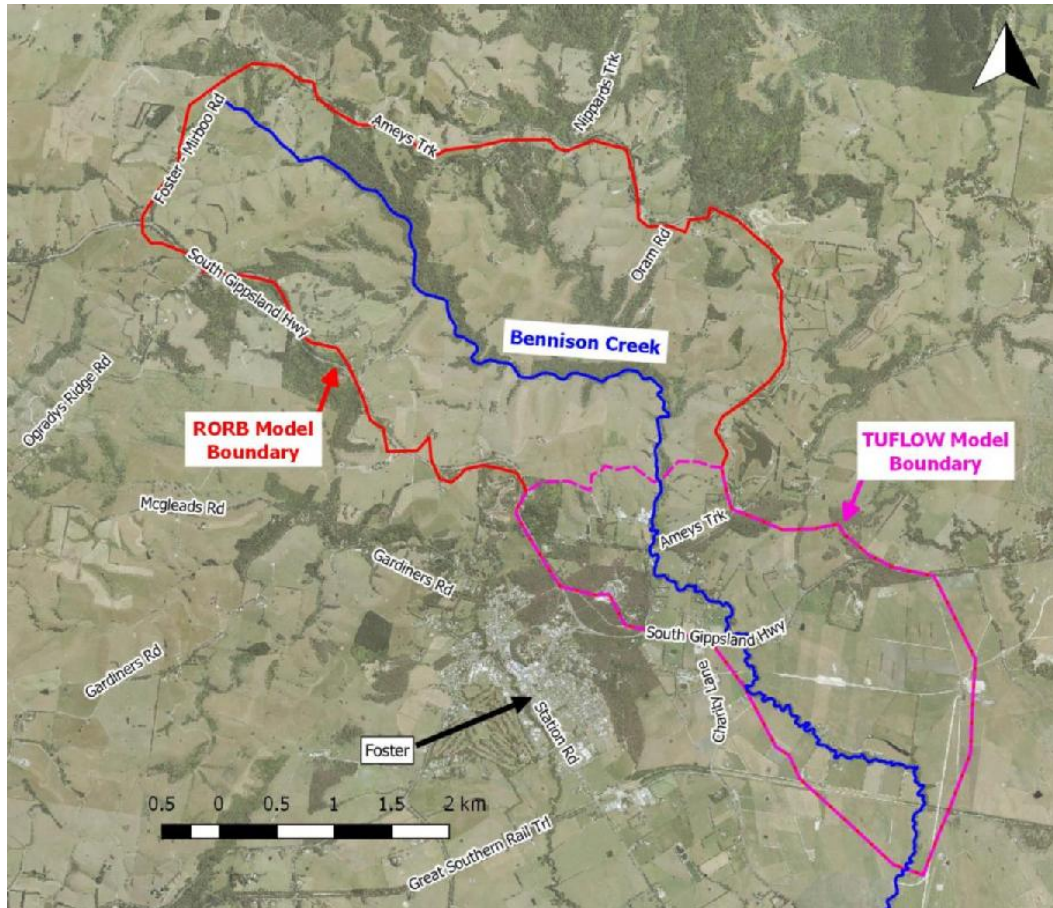 Nippards Trk
Ameys Trk
Foster - Mirboo Rd
Oram Rd
South Gippsland Hwy
Bennison Creek
Ogradys Ridge Rd
RORB Model
Boundary
TUFLOW Model
Boundary
Mcgleads Rd
Ameys Trk
Gardiners Rd
South Gippsland Hwy
Gardiners Rd
Charity Lane
Station Rd
Foster
0.5 0 0.5 1 1.5 2 km
Great Southern Rail Trl